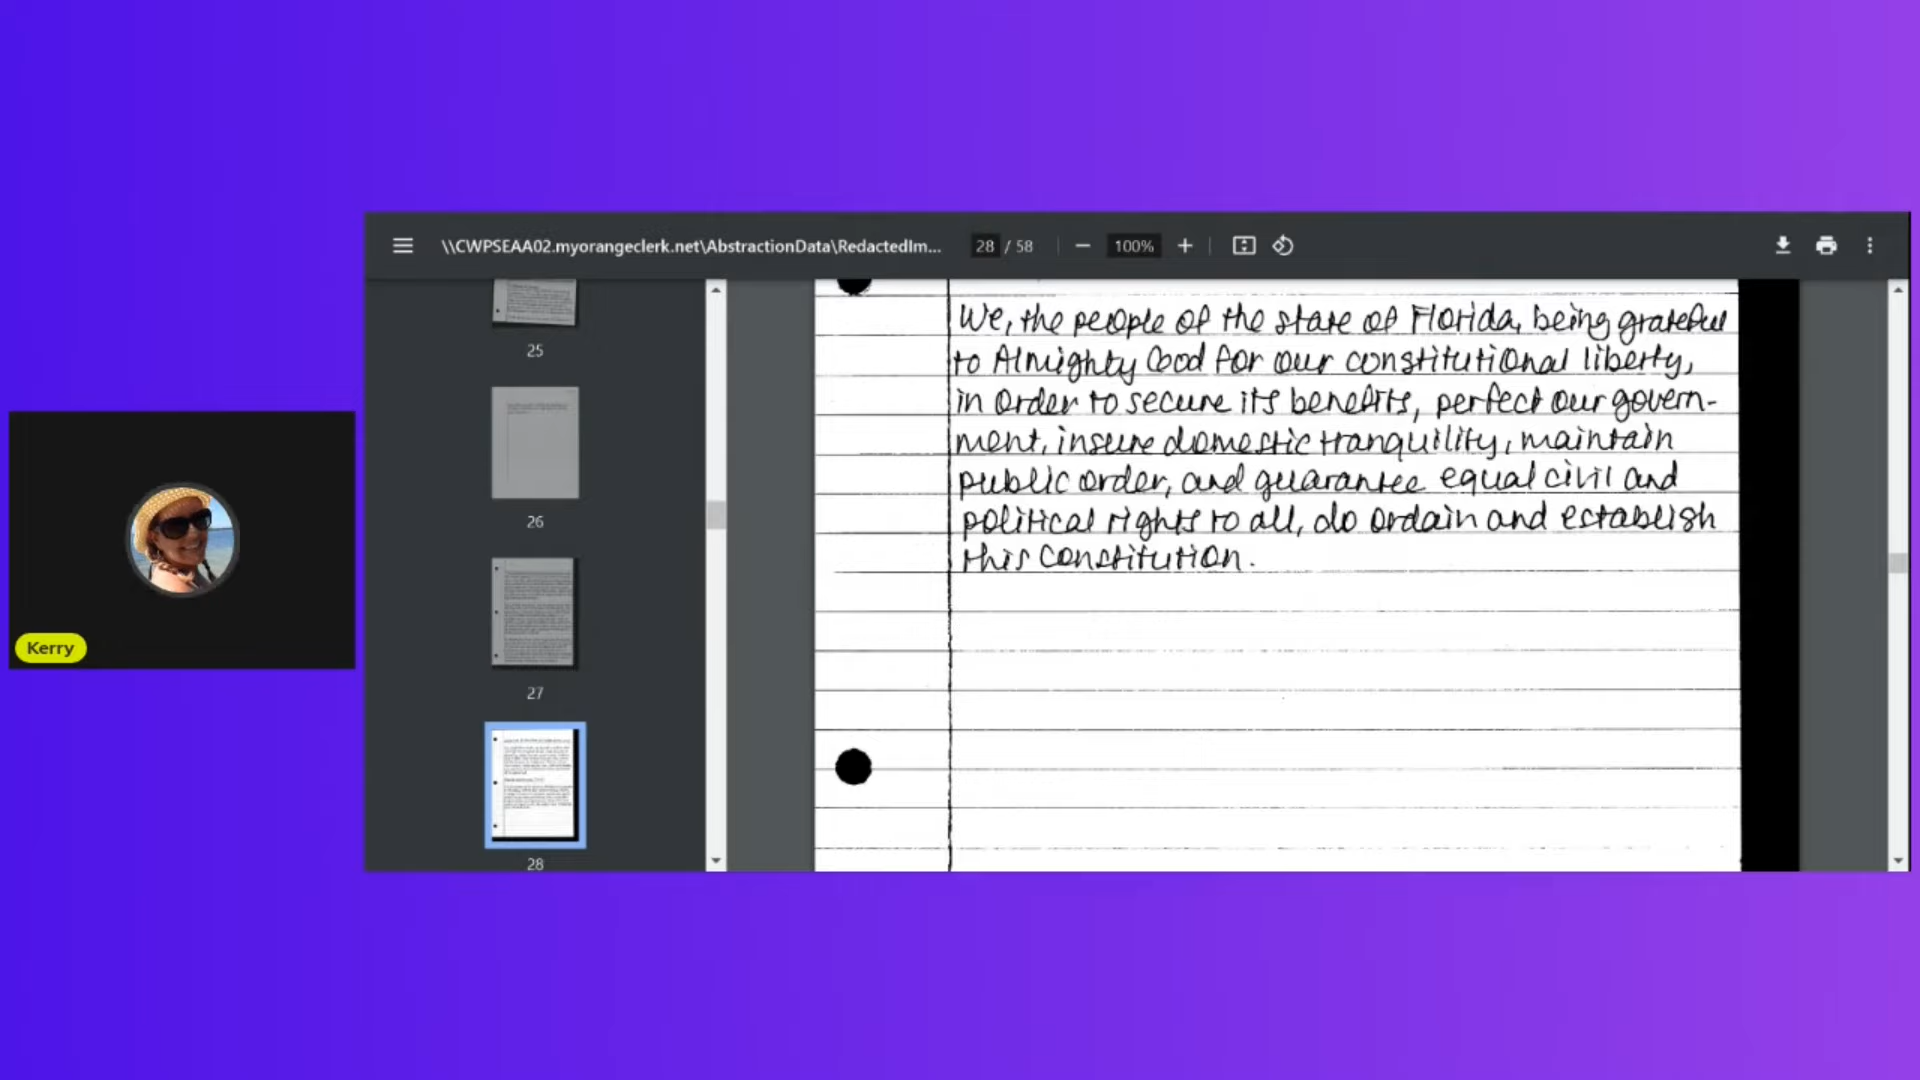 \\CWPSEAA02.myorangeclerk.net\AbstractionData\RedactedIm... 28 / 58 100%
25
26
27
28
Kerry
We, the people of the state of Florida, being grateful
to Almighty God for our constitutional liberty,
in order to secure its benefits, perfect our govern-
ment, insure domestic tranquility, maintain
public order, and guarantee equal civil and
political rights to all, do ordain and establish
this constitution.